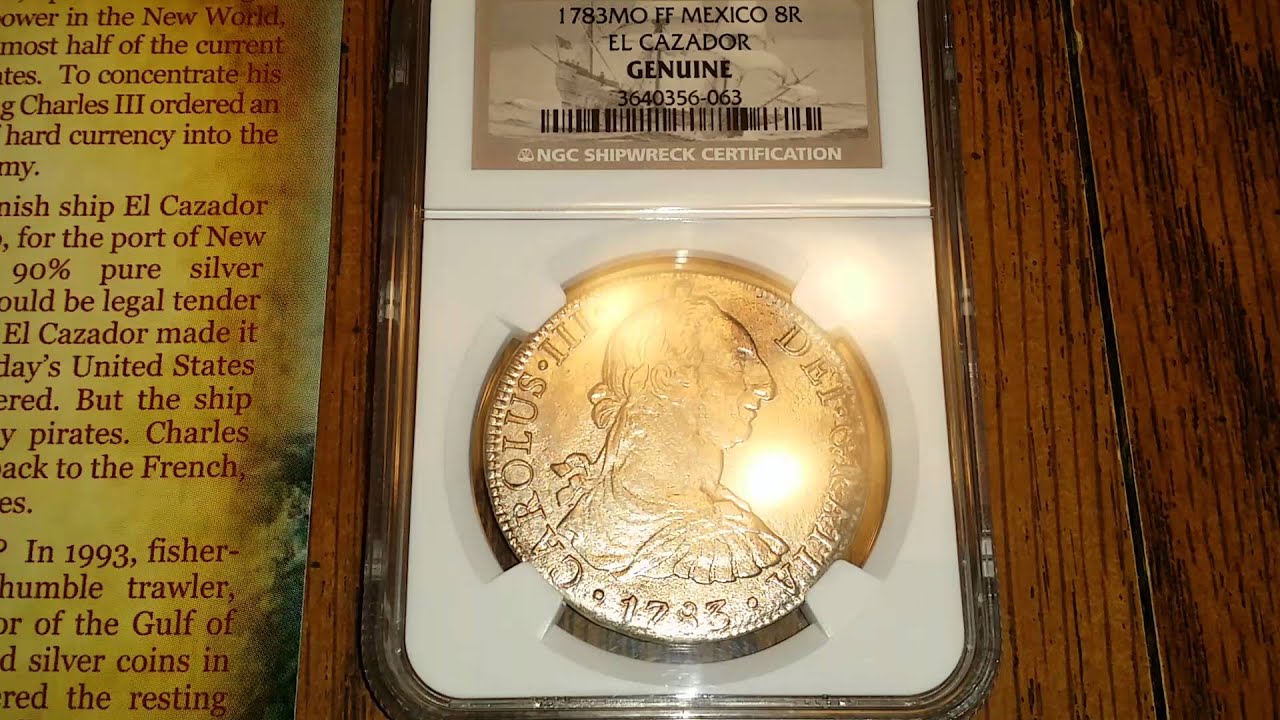 power in the New World,
most half of the current
ates. To concentrate his
g Charles III ordered an
f hard currency into the
my.
nish ship El Cazador
, for the port of New
90% pure silver
ould be legal tender
El Cazador made it
day's United States
ered. But the ship
y pirates. Charles
back to the French,
es.
P In 1993, fisher-
humble trawler,
or of the Gulf of
d silver coins in
ered the resting
1783MO FF MEXICO 8R
EL CAZADOR
GENUINE
3640356-063
NGC SHIPWRECK CERTIFICATION
CAROLUS·III DEI·GRATIA
·1783·